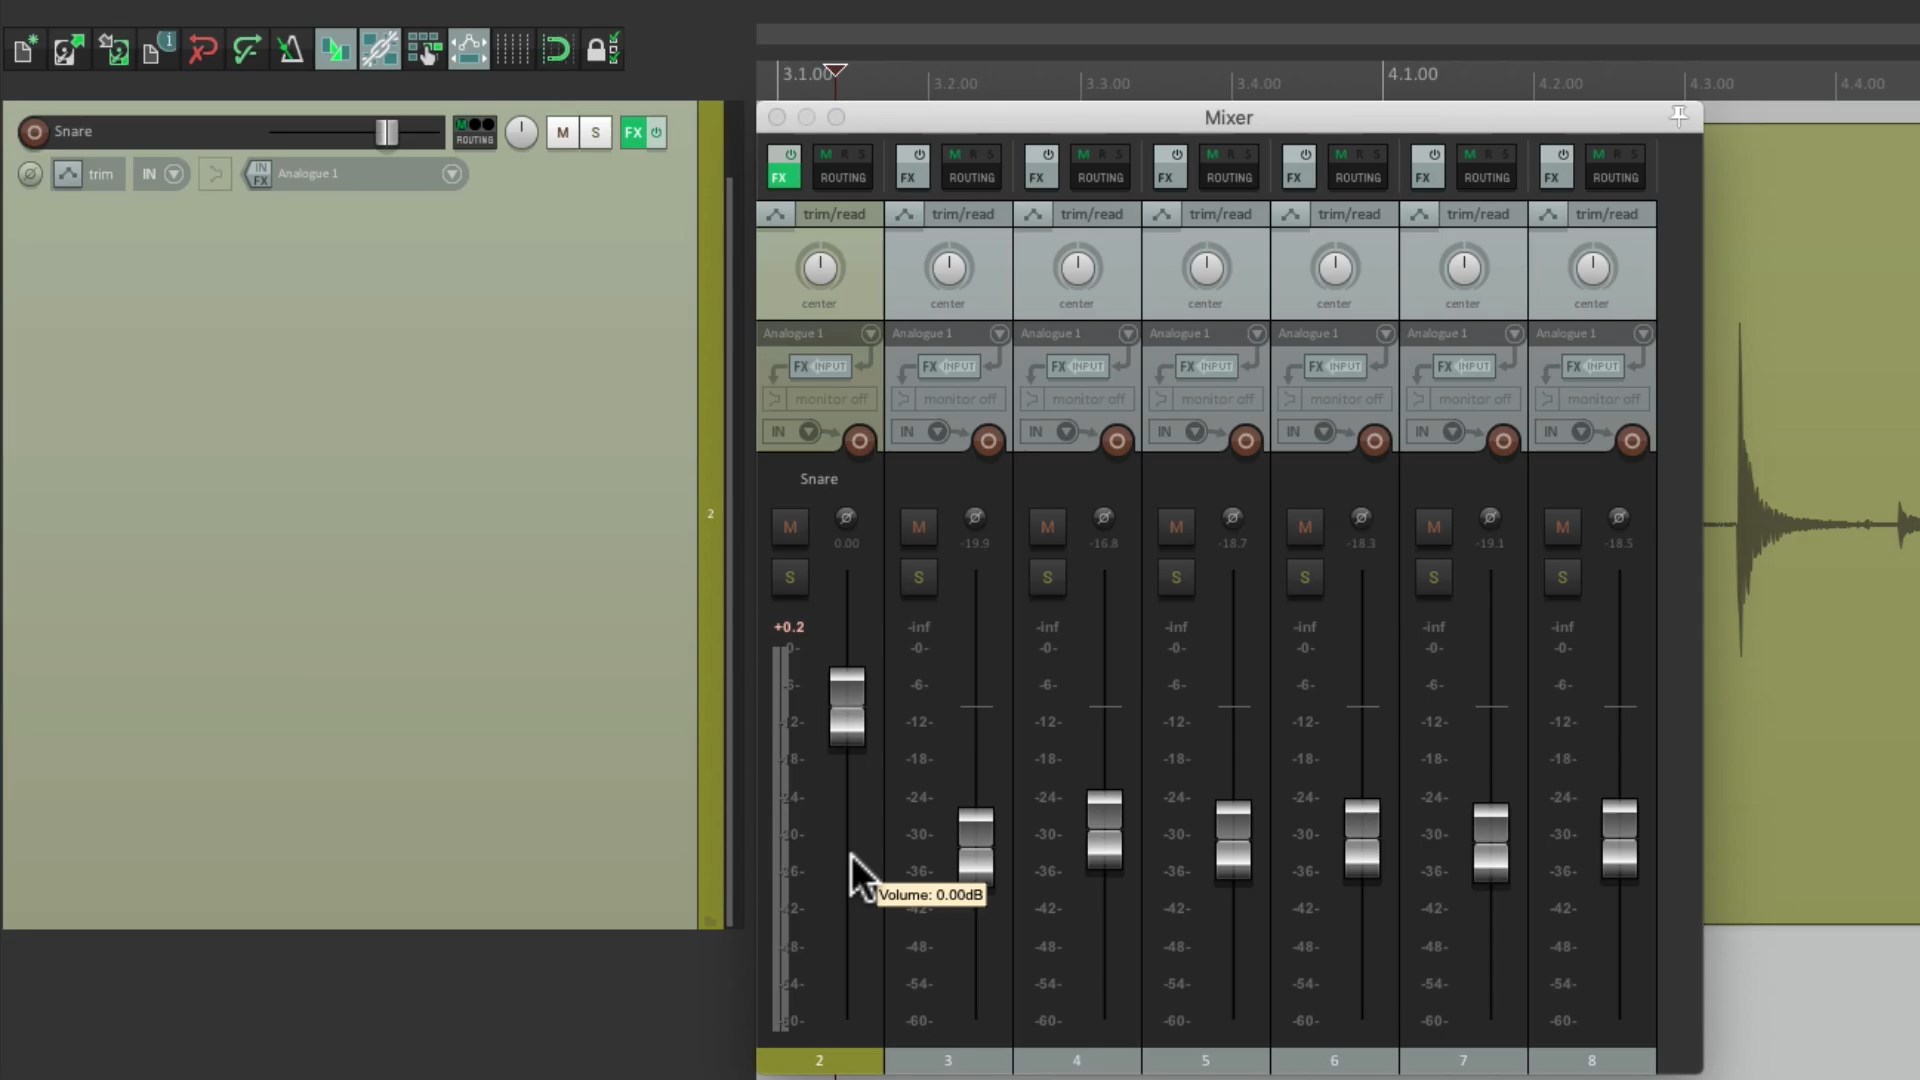 3.1.00 3.2.00 3.3.00 3.4.00 4.1.00 4.2.00 4.3.00 4.4.00
Mixer
Snare ROUTING M S FX
trim IN IN FX Analogue 1
M R S M R S M R S M R S M R S M R S M R S
FX ROUTING FX ROUTING FX ROUTING FX ROUTING FX ROUTING FX ROUTING FX ROUTING
trim/read trim/read trim/read trim/read trim/read trim/read trim/read
center center center center center center center
Analogue 1 Analogue 1 Analogue 1 Analogue 1 Analogue 1 Analogue 1 Analogue 1
FX INPUT FX INPUT FX INPUT FX INPUT FX INPUT FX INPUT FX INPUT
monitor off monitor off monitor off monitor off monitor off monitor off monitor off
IN IN IN IN IN IN IN
Snare
2
M M M M M M M
0.00 -19.9 -16.8 -18.7 -18.3 -19.1 -18.5
S S S S S S S
+0.2 -inf -inf -inf -inf -inf -inf
0- -0- -0- -0- -0- -0- -0-
6- -6- -6- -6- -6- -6- -6-
12- -12- -12- -12- -12- -12- -12-
18- -18- -18- -18- -18- -18- -18-
24- -24- -24- -24- -24- -24- -24-
30- -30- -30- -30- -30- -30- -30-
36- -36- -36- -36- -36- -36- -36-
Volume: 0.00dB
42- -42- -42- -42- -42- -42- -42-
48- -48- -48- -48- -48- -48- -48-
54- -54- -54- -54- -54- -54- -54-
60- -60- -60- -60- -60- -60- -60-
2 3 4 5 6 7 8